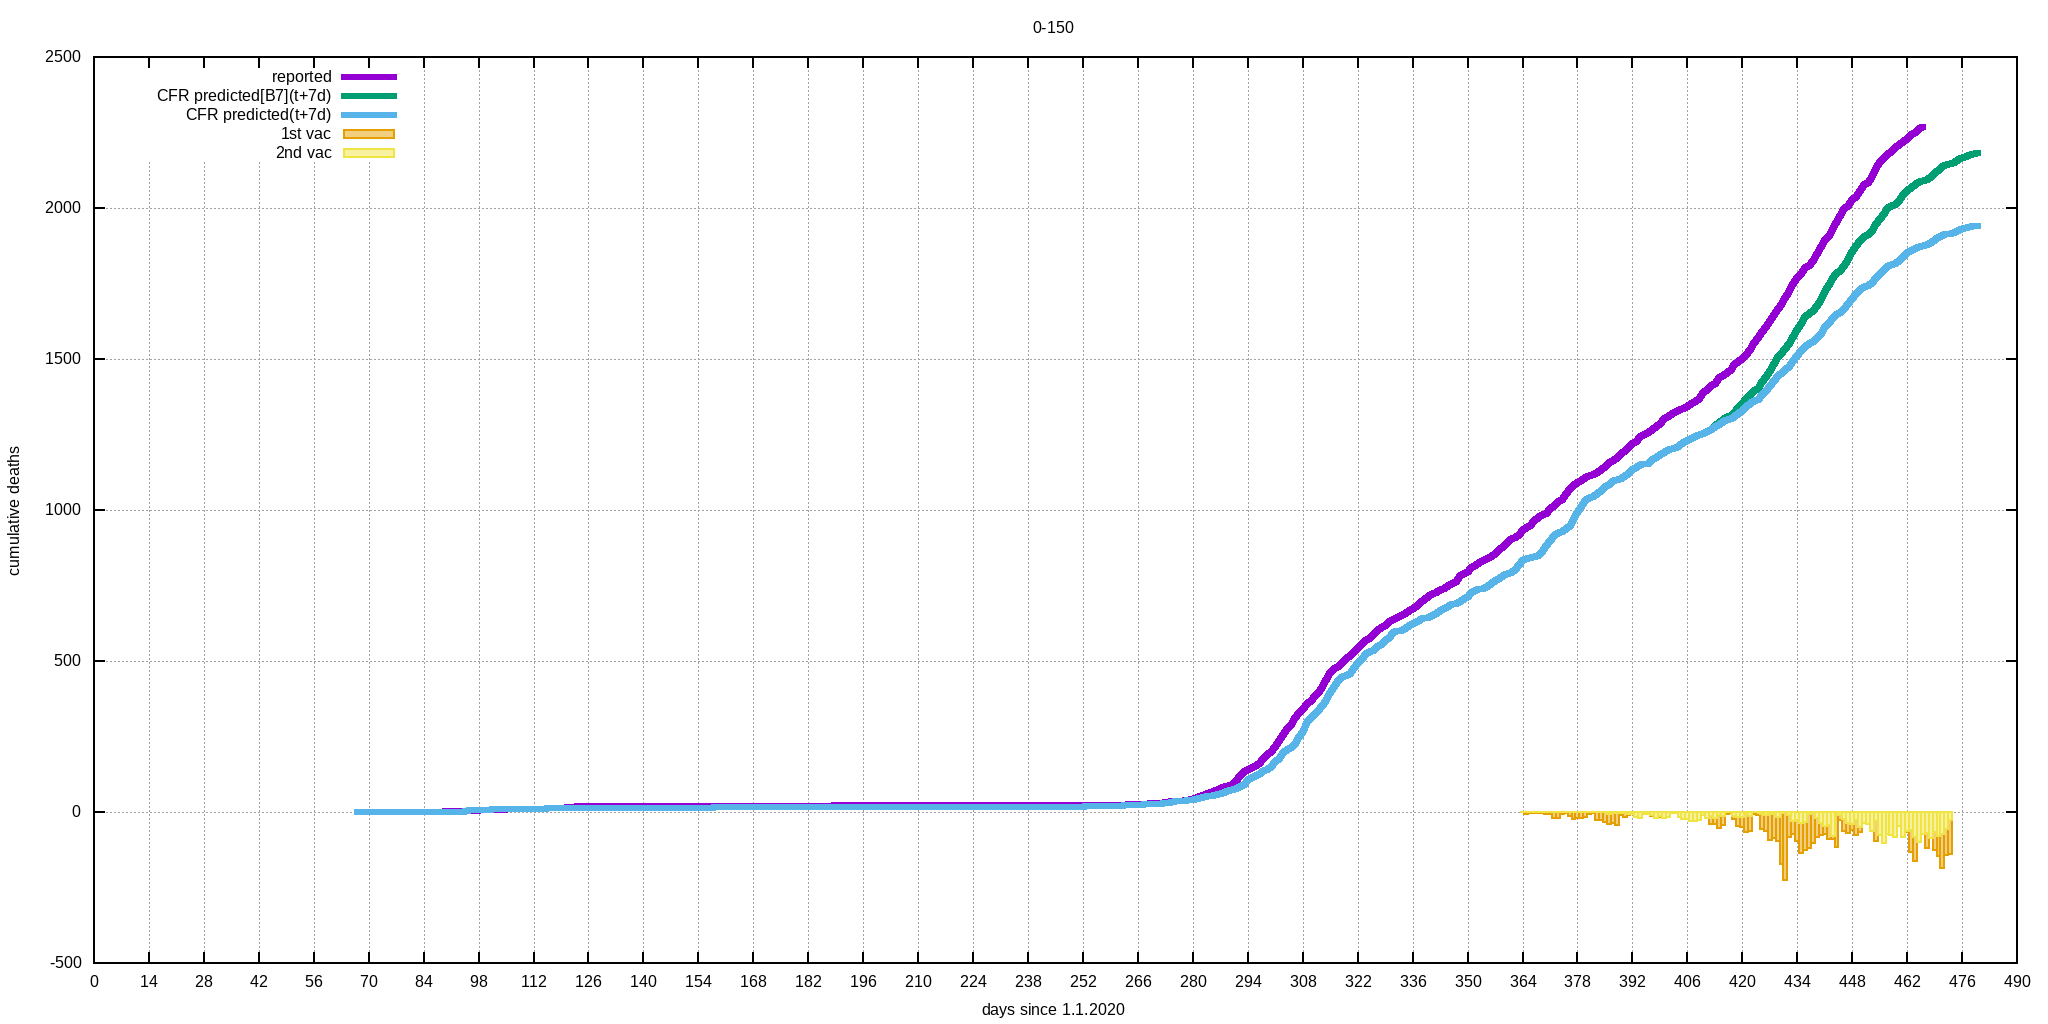 0-150
2500
2000
1500
1000
500
0
-500
reported
CFR predicted[B7](t+7d)
CFR predicted(t+7d)
1st vac
2nd vac
cumulative deaths
0 14 28 42 56 70 84 98 112 126 140 154 168 182 196 210 224 238 252 266 280 294 308 322 336 350 364 378 392 406 420 434 448 462 476 490
days since 1.1.2020